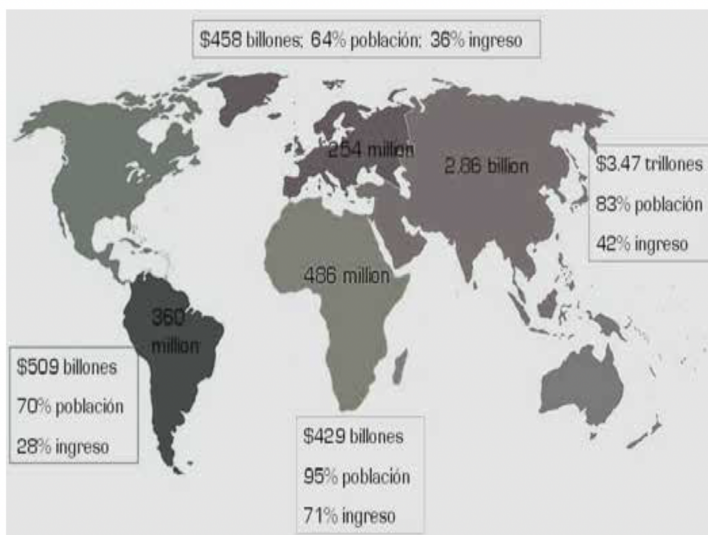 $458 billones; 64% población; 36% ingreso
254 million
2.86 billion
$3.47 trillones
83% población
42% ingreso
486 million
360
million
$509 billones
70% población
28% ingreso
$429 billones
95% población
71% ingreso